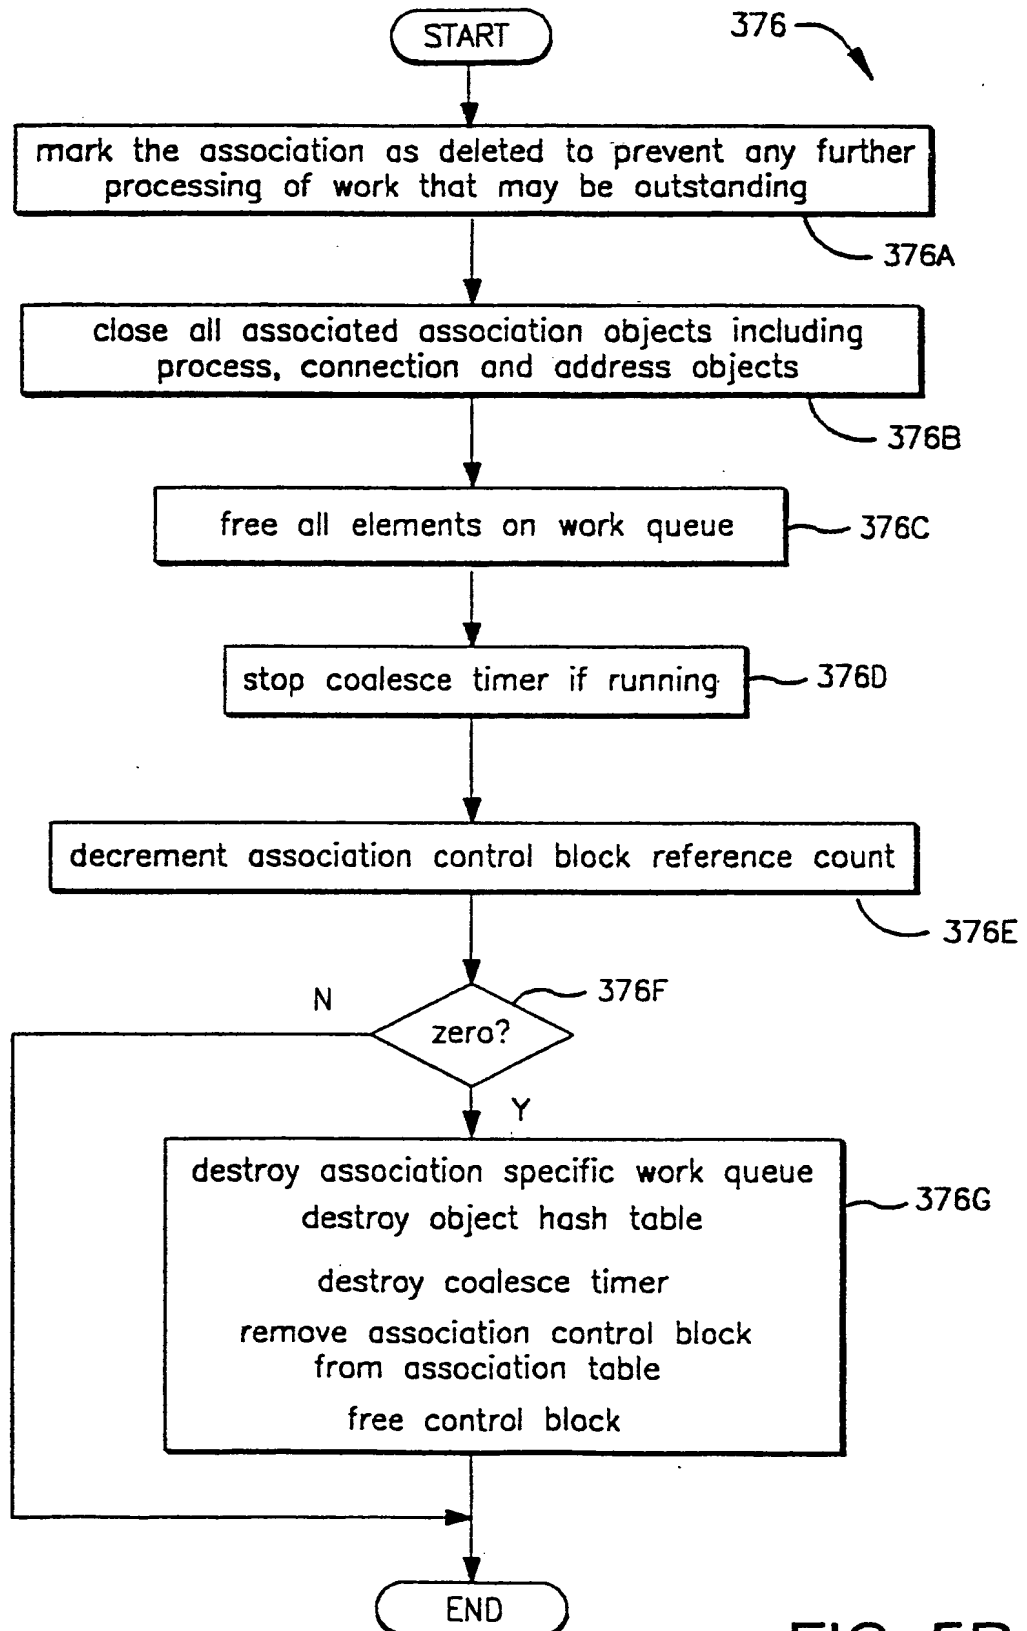 START
376
mark the association as deleted to prevent any further
processing of work that may be outstanding
376A
close all associated association objects including
process, connection and address objects
376B
free all elements on work queue
376C
stop coalesce timer if running
376D
decrement association control block reference count
376E
376F
N
zero?
Y
destroy association specific work queue
destroy object hash table
376G
destroy coalesce timer
remove association control block
from association table
free control block
END